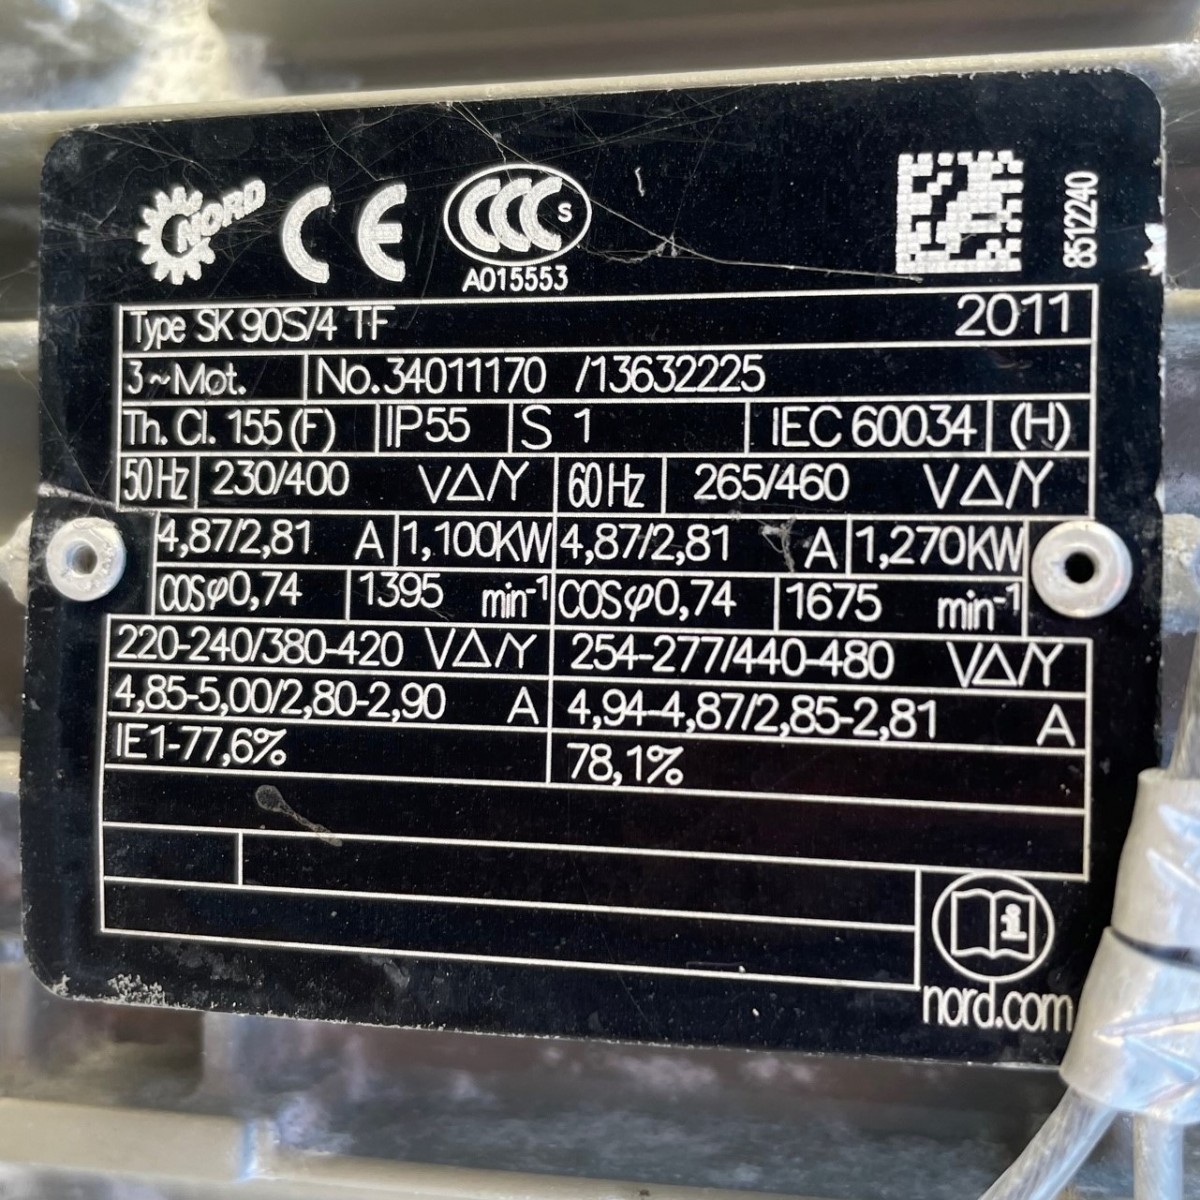 NORD CE CCC S
A015553
8512240
Type SK 90S/4 TF 2011
3~Mot. No.34011170 /13632225
Th. Cl. 155 (F) IP55 S 1 IEC 60034 (H)
50Hz 230/400 V△/Y 60Hz 265/460 V△/Y
4,87/2,81 A 1,100KW 4,87/2,81 A 1,270KW
COSφ0,74 1395 min-1 COSφ0,74 1675 min-1
220-240/380-420 V△/Y 254-277/440-480 V△/Y
4,85-5,00/2,80-2,90 A 4,94-4,87/2,85-2,81 A
IE1-77,6% 78,1%
i
nord.com